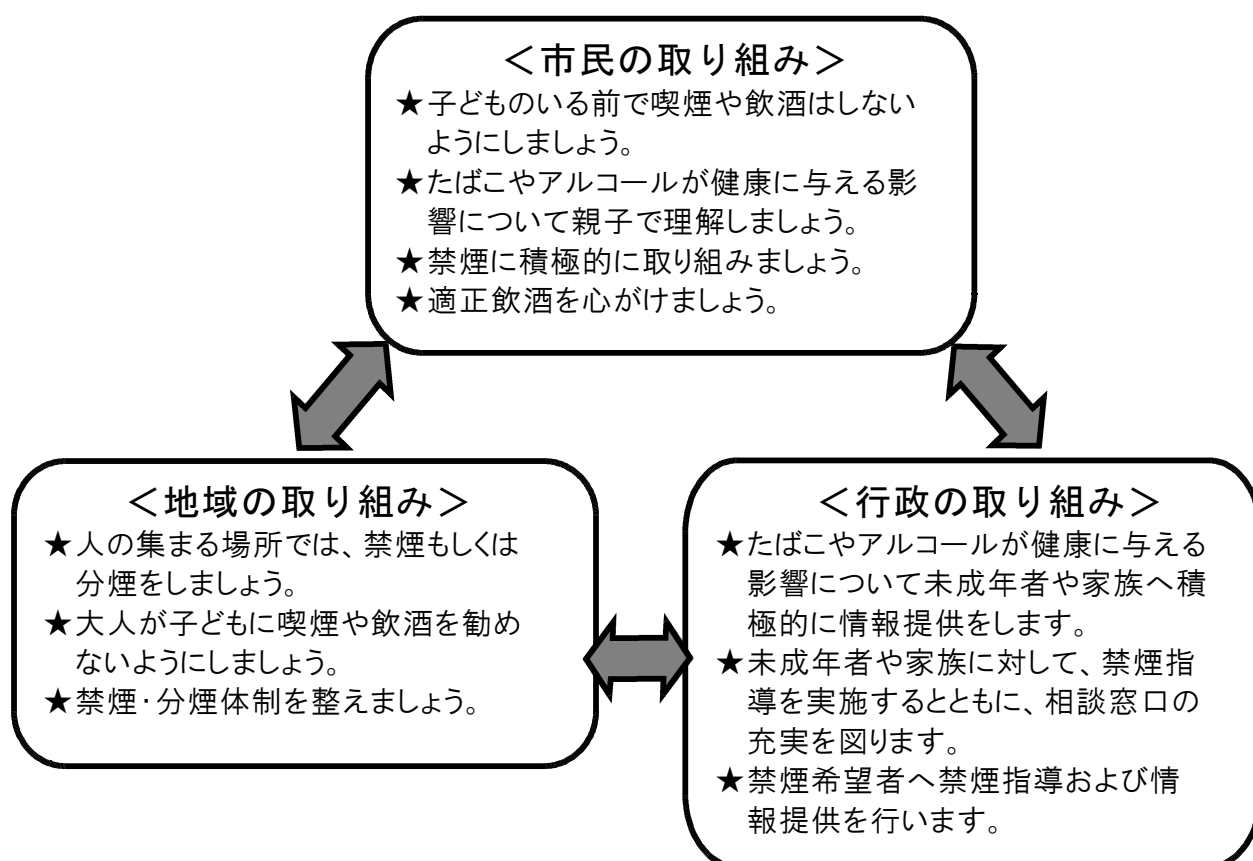 ＜市民の取り組み＞
★子どものいる前で喫煙や飲酒はしない
ようにしましょう。
★たばこやアルコールが健康に与える影
響について親子で理解しましょう。
★禁煙に積極的に取り組みましょう。
★適正飲酒を心がけましょう。
＜地域の取り組み＞
★人の集まる場所では、禁煙もしくは
分煙をしましょう。
★大人が子どもに喫煙や飲酒を勧め
ないようにしましょう。
★禁煙・分煙体制を整えましょう。
＜行政の取り組み＞
★たばこやアルコールが健康に与える
影響について未成年者や家族へ積
極的に情報提供をします。
★未成年者や家族に対して、禁煙指
導を実施するとともに、相談窓口の
充実を図ります。
★禁煙希望者へ禁煙指導および情
報提供を行います。